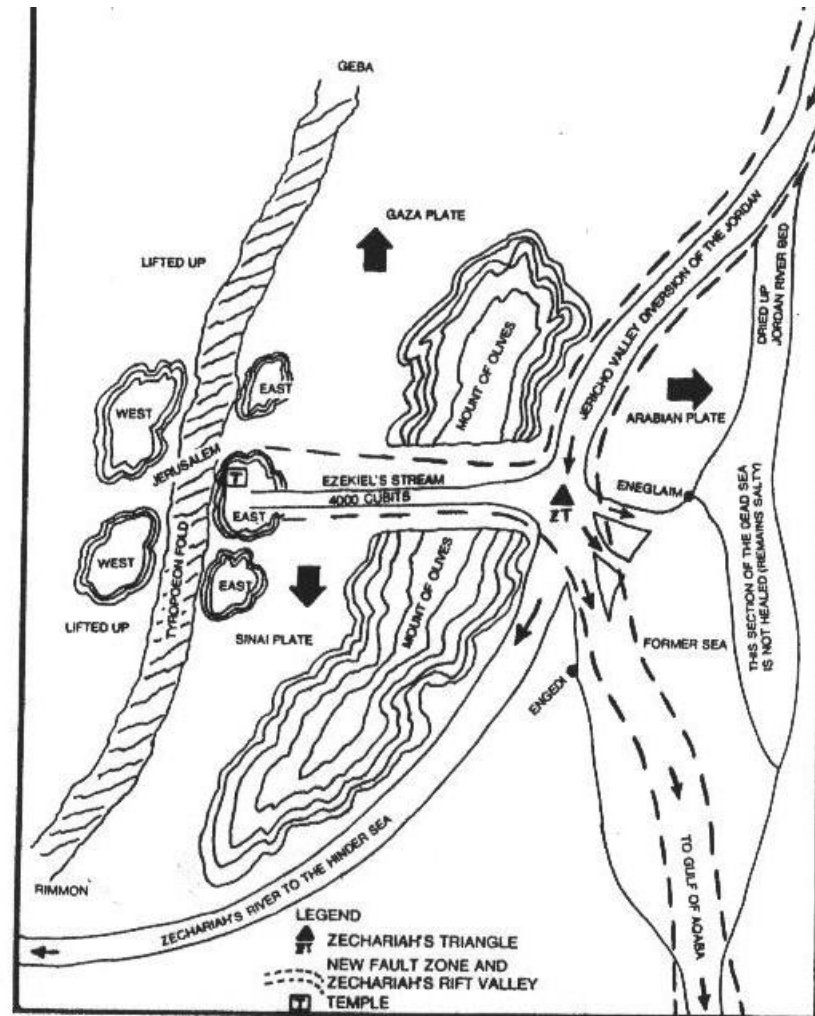 GEBA
GAZA PLATE
LIFTED UP
JERICHO VALLEY DIVERSION OF THE JORDAN
DRIED UP
JORDAN RIVER BED
MOUNT OF OLIVES
WEST
EAST
ARABIAN PLATE
JERUSALEM
T
EZEKIEL'S STREAM
4000 CUBITS
EAST
ENEGLAIM
ZT
WEST
EAST
TYROPOEON FOLD
LIFTED UP
SINAI PLATE
MOUNT OF OLIVES
FORMER SEA
THIS SECTION OF THE DEAD SEA
IS NOT HEALED (REMAINS SALTY)
ENGEDI
RIMMON
ZECHARIAH'S RIVER TO THE HINDER SEA
TO GULF OF AQABA
LEGEND
ZT ZECHARIAH'S TRIANGLE
NEW FAULT ZONE AND
ZECHARIAH'S RIFT VALLEY
T TEMPLE